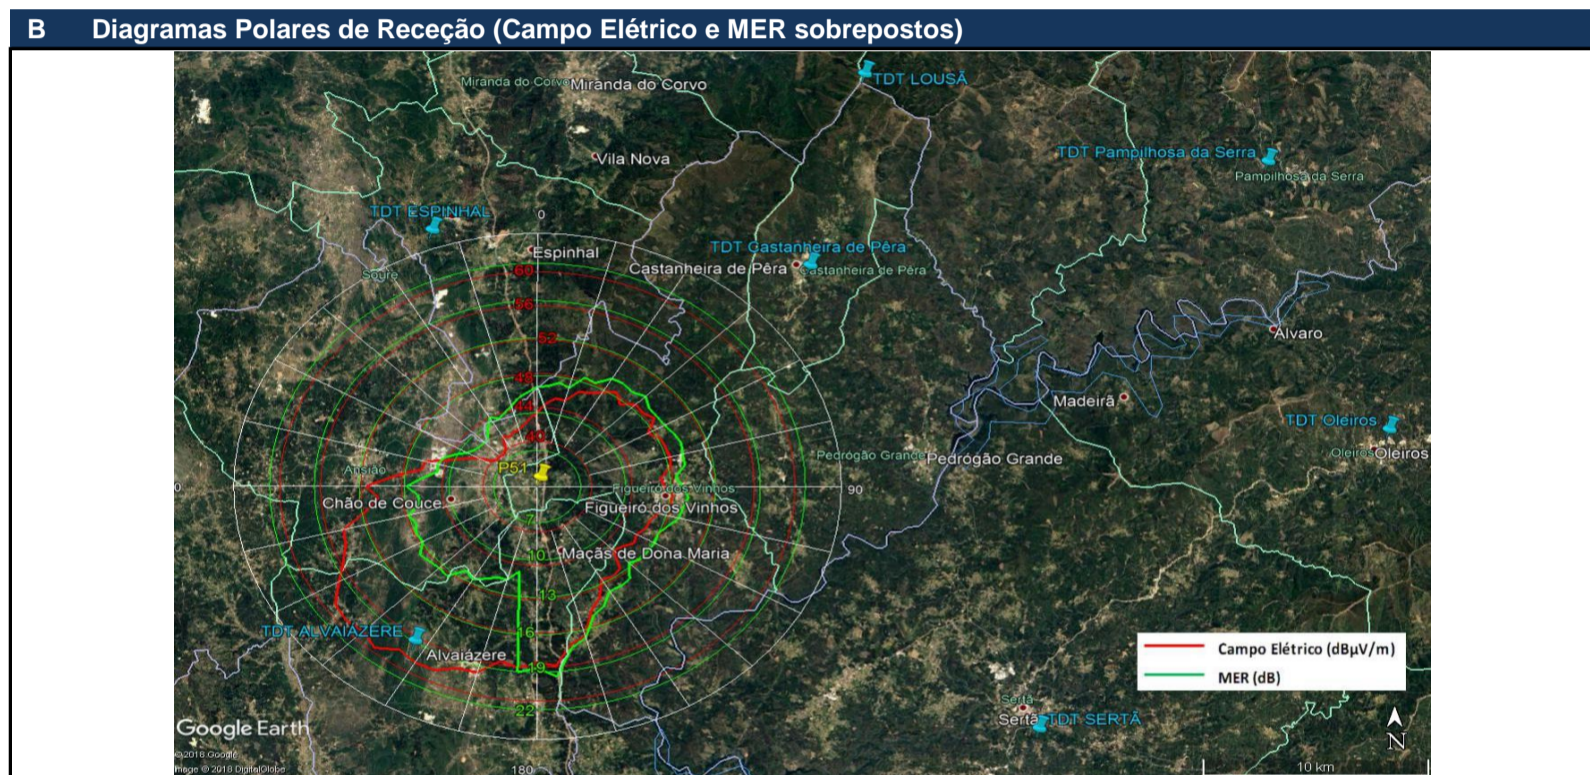 B Diagramas Polares de Receção (Campo Elétrico e MER sobrepostos)
Miranda do Corvo
Miranda do Corvo
TDT LOUSÃ
Vila Nova
TDT Pampilhosa da Serra
Pampilhosa da Serra
TDT ESPINHAL
0
Espinhal
TDT Castanheira de Pêra
Castanheira de Pêra
Castanheira de Pêra
Soure
60
56
52
48
44
40
Alvaro
Madeirã
TDT Oleiros
Oleiros
Oleiros
Pedrógão Grande
Pedrógão Grande
P51
Ansião
0
90
Chão de Couce
Figueiró dos Vinhos
Figueiró dos Vinhos
7
10
Maçãs de Dona Maria
13
16
19
22
TDT ALVAIÁZERE
Alvaiázere
Campo Elétrico (dBµV/m)
MER (dB)
Sertã
Sertã
TDT SERTÃ
Google Earth
© 2018 Google
Image © 2018 DigitalGlobe
180
N
10 km